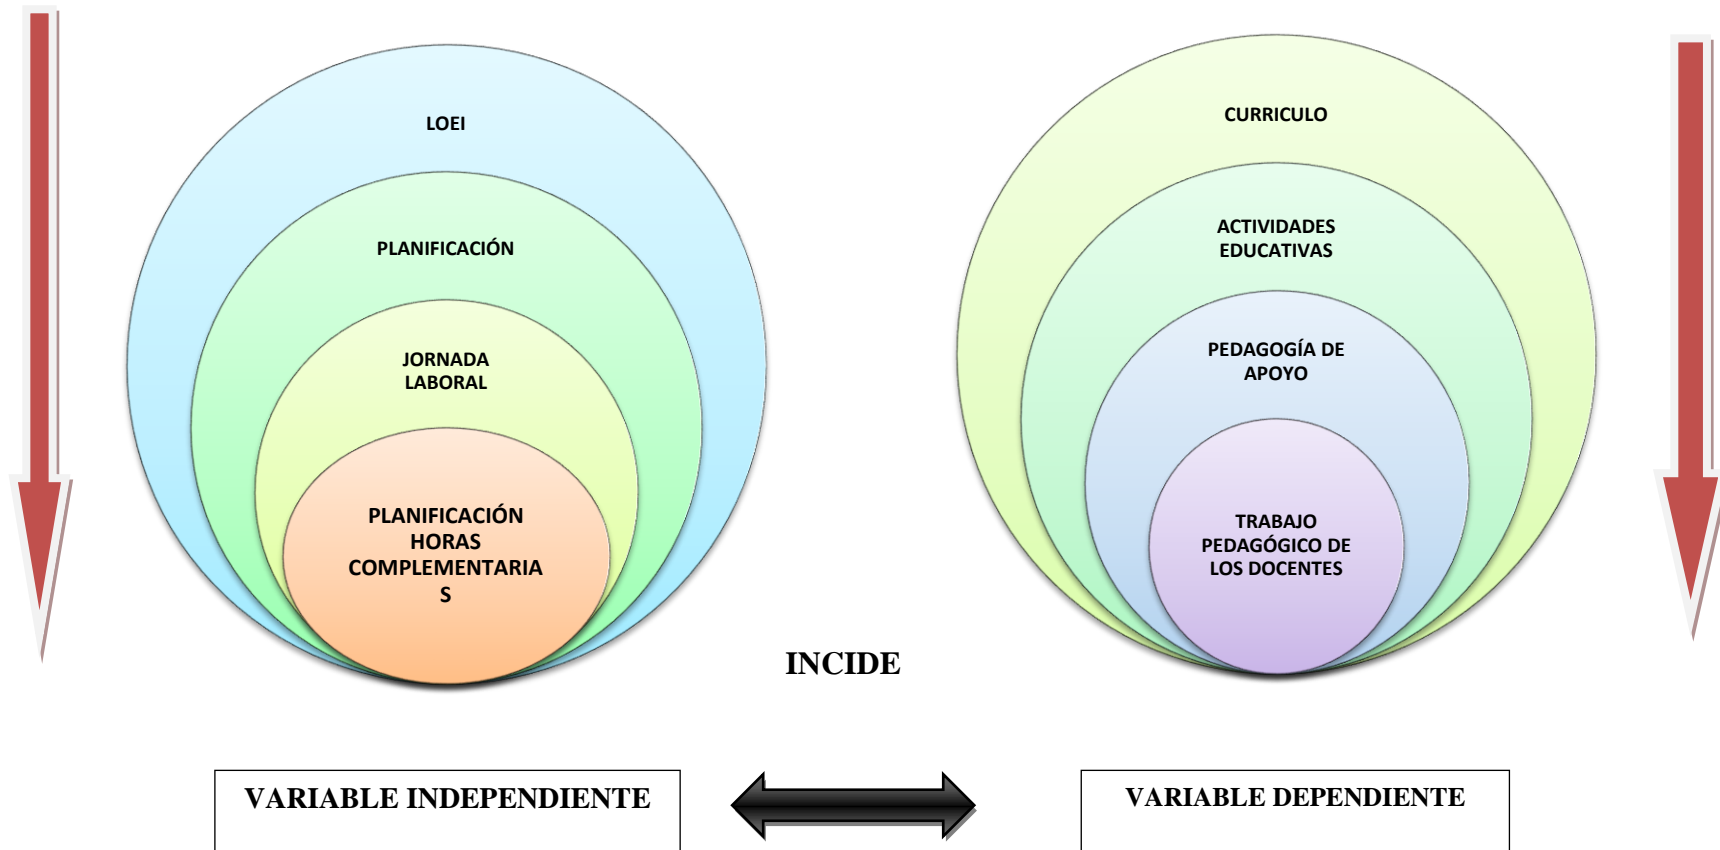 LOEI
PLANIFICACIÓN
JORNADA
LABORAL
PLANIFICACIÓN
HORAS
COMPLEMENTARIA
S
CURRICULO
ACTIVIDADES
EDUCATIVAS
PEDAGOGÍA DE
APOYO
TRABAJO
PEDAGÓGICO DE
LOS DOCENTES
INCIDE
VARIABLE INDEPENDIENTE
VARIABLE DEPENDIENTE